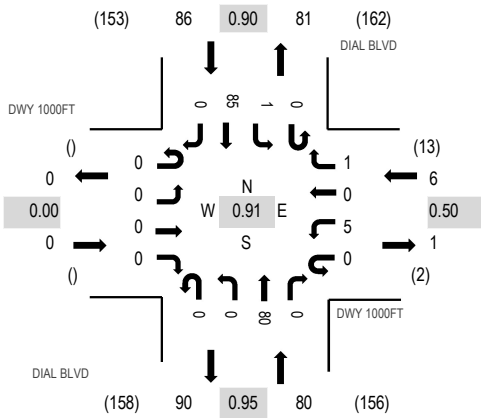 (153) 86 0.90 81 (162)
DIAL BLVD
DWY 1000FT
0 85 1 0
() 0 1 (13)
0 0 N 0 6
0.00 W 0.91 E 0.50
0 0 S 5 1
() 0 0 (2)
0 0 80 0
DWY 1000FT
DIAL BLVD
(158) 90 0.95 80 (156)